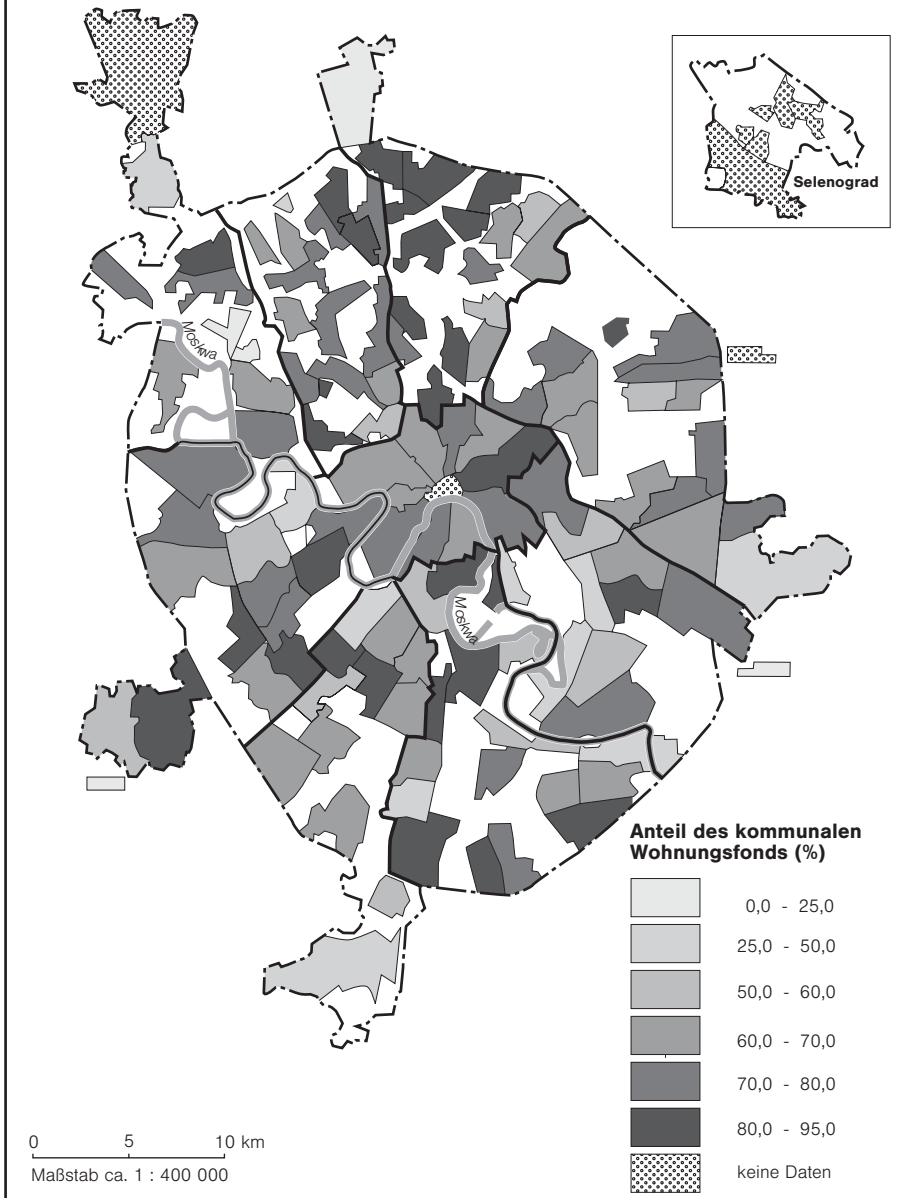 Selenograd
Moskwa
Moskwa
Anteil des kommunalen
Wohnungsfonds (%)
0,0 - 25,0
25,0 - 50,0
50,0 - 60,0
60,0 - 70,0
70,0 - 80,0
80,0 - 95,0
keine Daten
0 5 10 km
Maßstab ca. 1 : 400 000